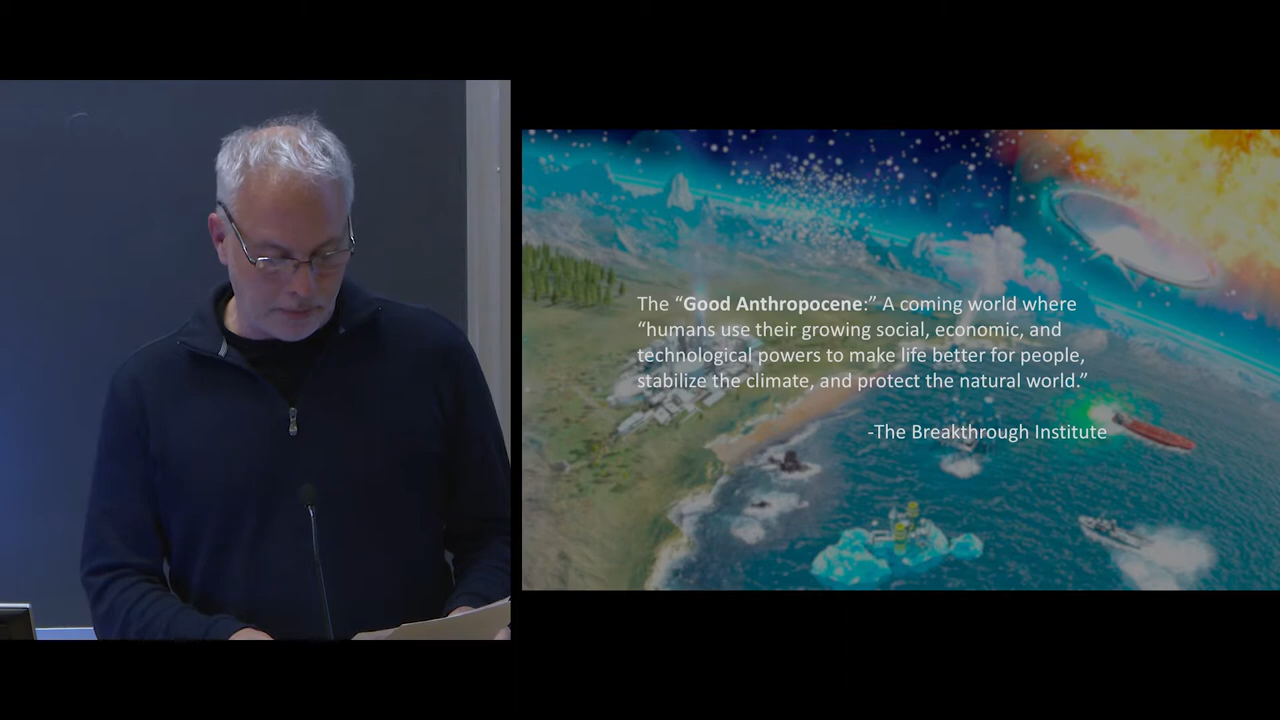 The “Good Anthropocene:” A coming world where
“humans use their growing social, economic, and
technological powers to make life better for people,
stabilize the climate, and protect the natural world.”
-The Breakthrough Institute